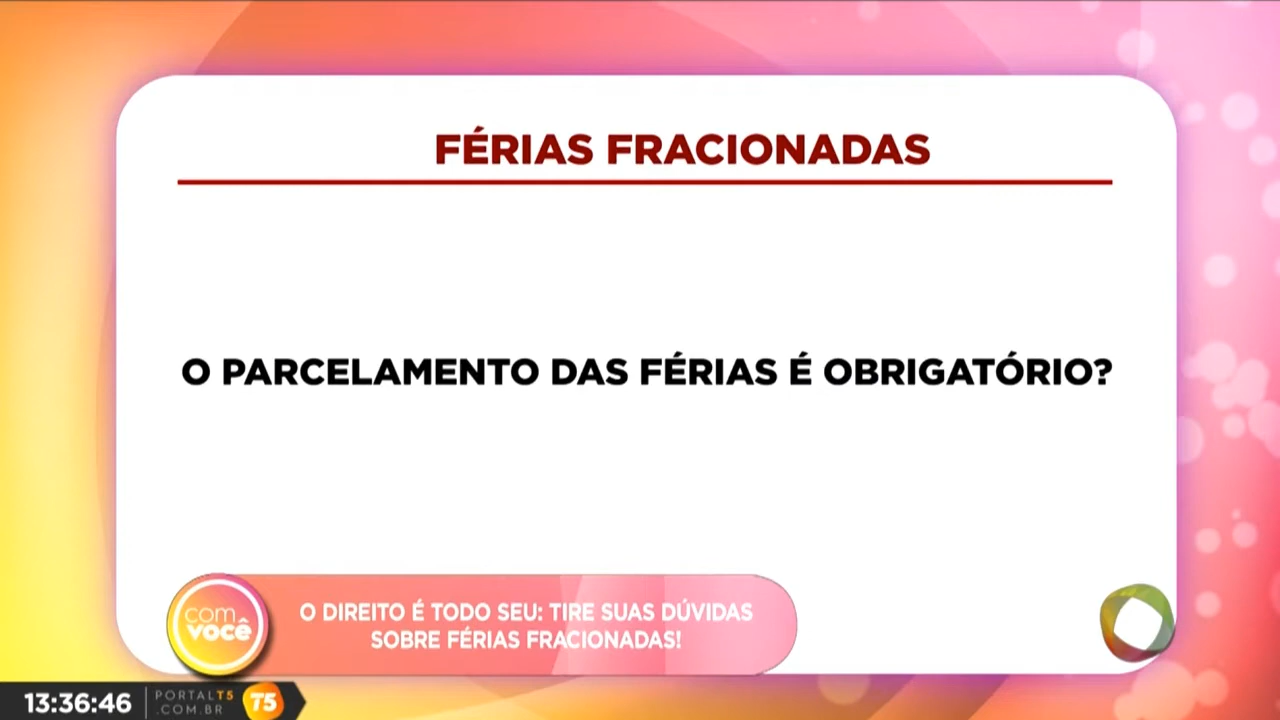 FÉRIAS FRACIONADAS
O PARCELAMENTO DAS FÉRIAS É OBRIGATÓRIO?
com
você
O DIREITO É TODO SEU: TIRE SUAS DÚVIDAS
SOBRE FÉRIAS FRACIONADAS!
13:36:46
PORTALT5
.COM.BR
T5